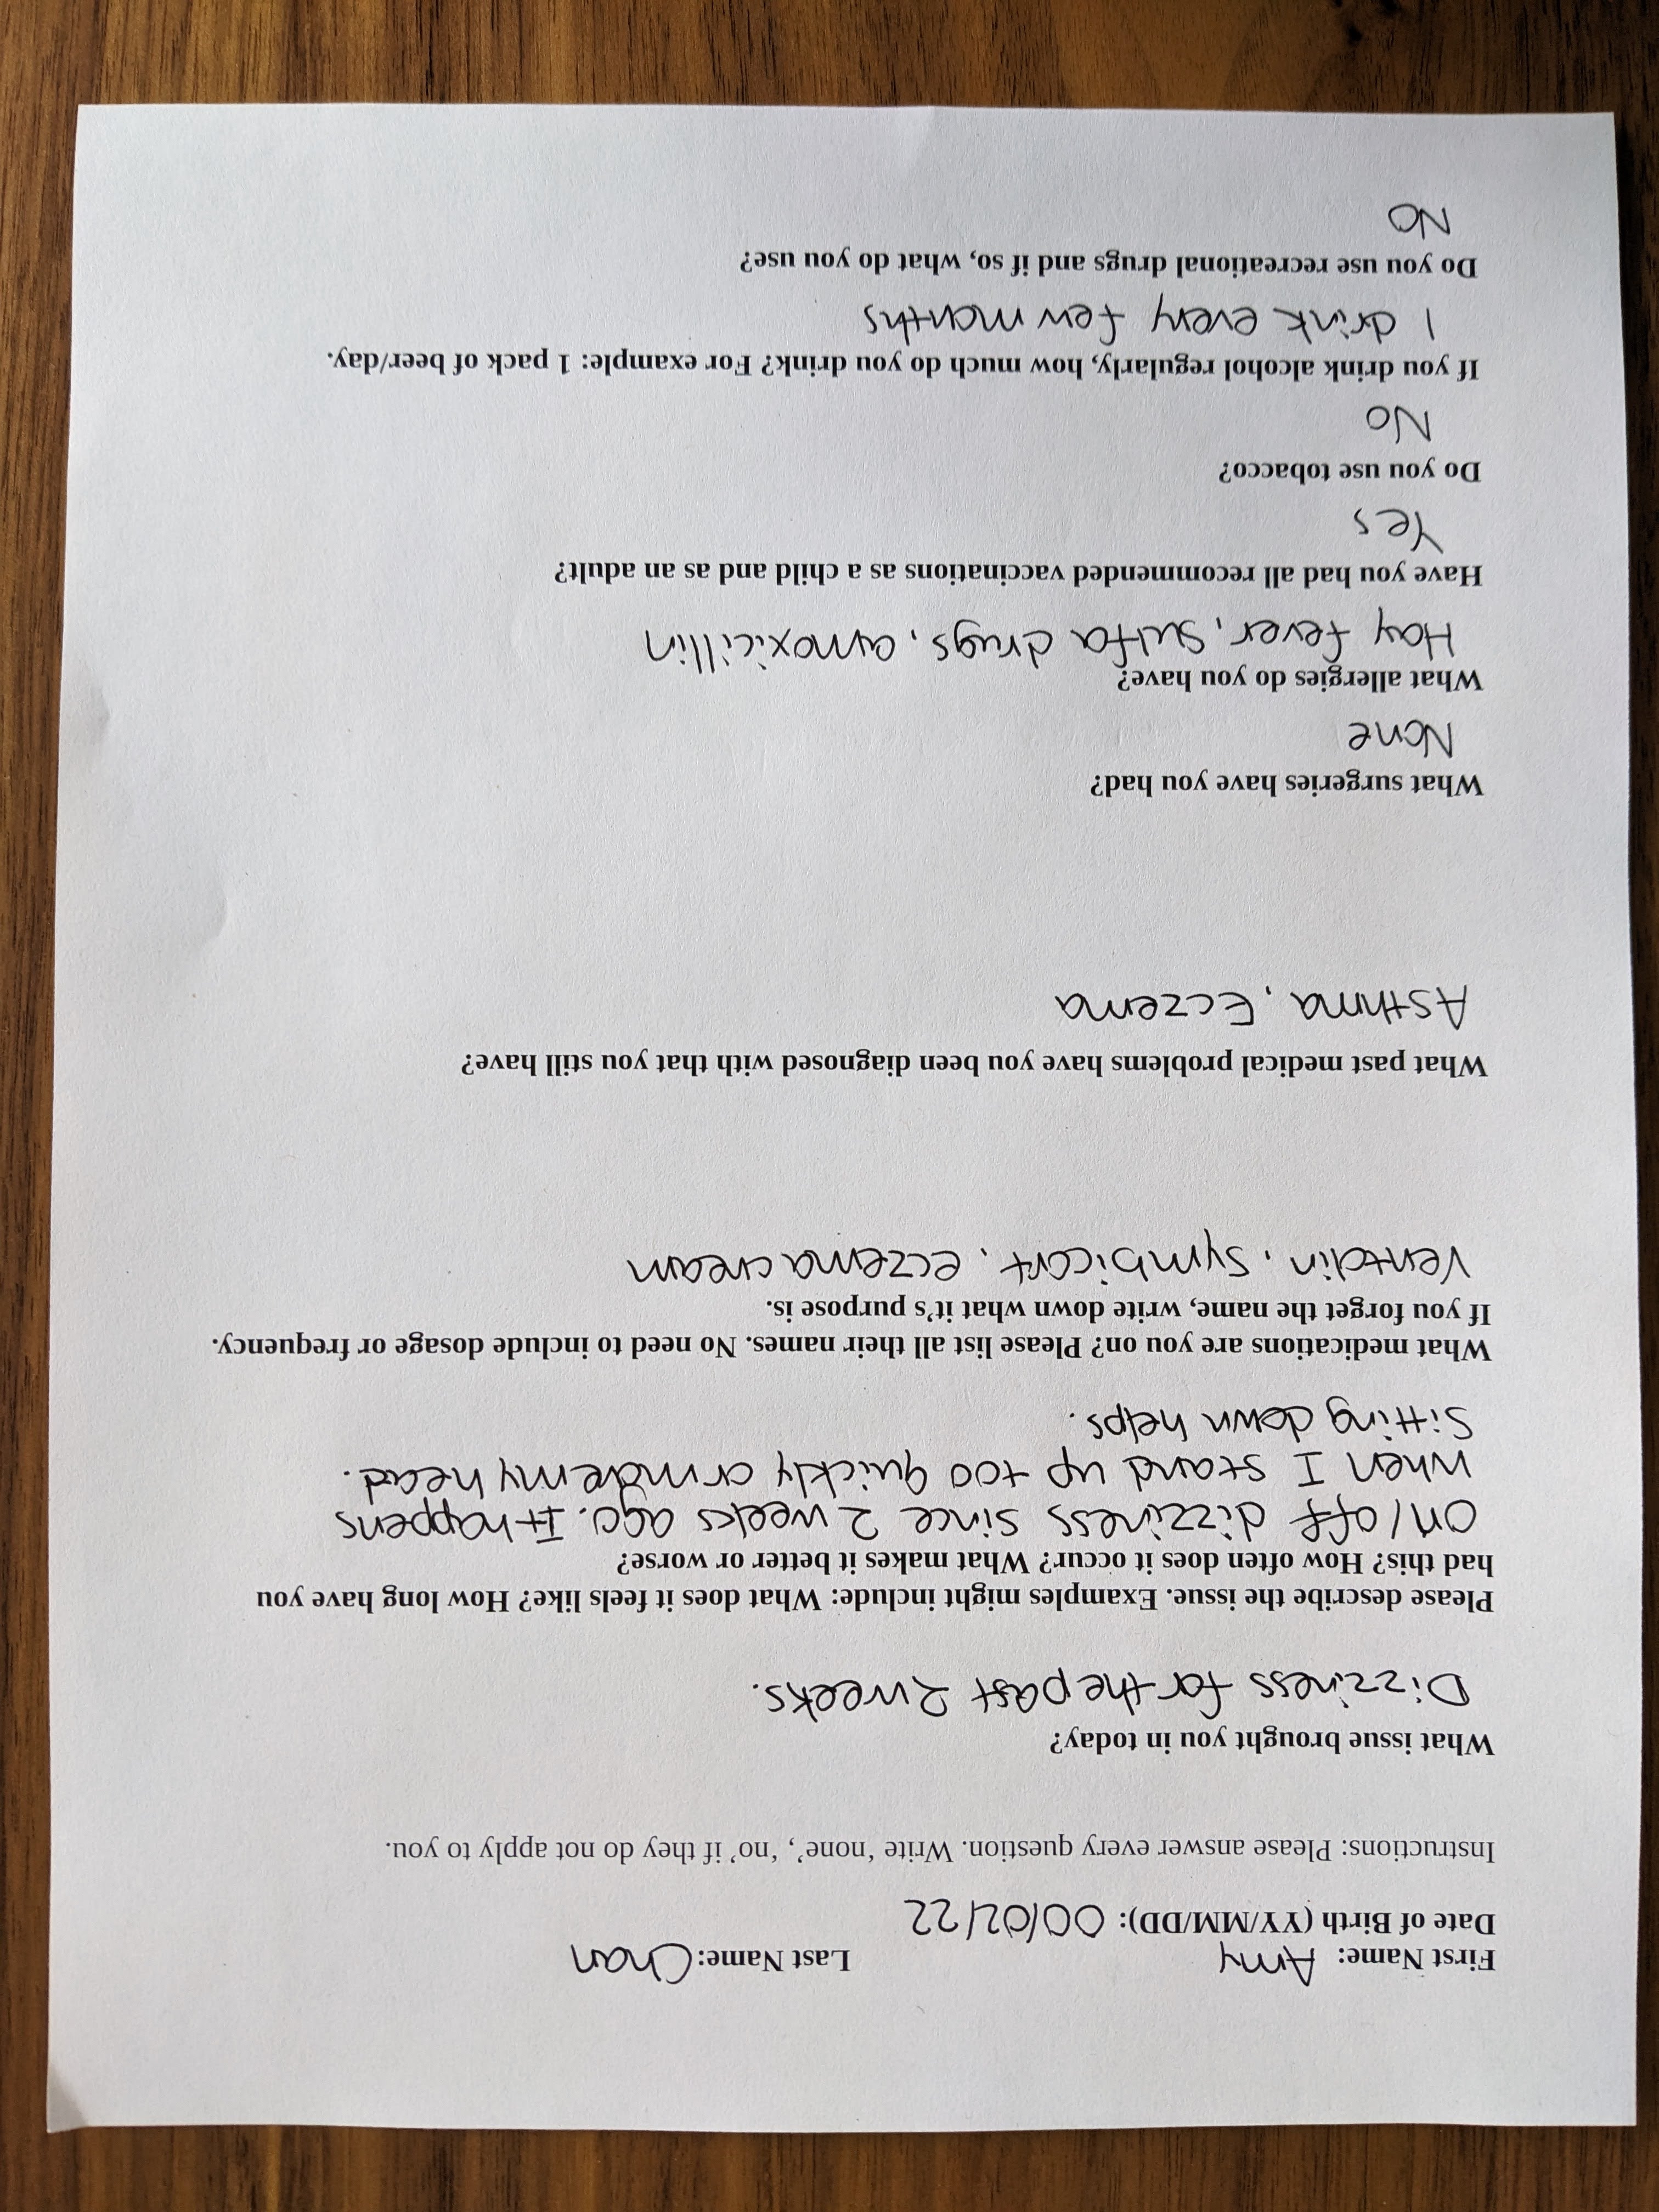 First Name: Amy Last Name: Chan
Date of Birth (YY/MM/DD): 00/02/22
Instructions: Please answer every question. Write ‘none’, ‘no’ if they do not apply to you.
What issue brought you in today?
Dizziness for the past 2 weeks.
Please describe the issue. Examples might include: What does it feels like? How long have you
had this? How often does it occur? What makes it better or worse?
On/off dizziness since 2 weeks ago. It happens
when I stand up too quickly or move my head.
Sitting down helps.
What medications are you on? Please list all their names. No need to include dosage or frequency.
If you forget the name, write down what it’s purpose is.
Ventolin, Symbicort, eczema cream
What past medical problems have you been diagnosed with that you still have?
Asthma, Eczema
What surgeries have you had?
None
What allergies do you have?
Hay fever, sulfa drugs, amoxicillin
Have you had all recommended vaccinations as a child and as an adult?
Yes
Do you use tobacco?
No
If you drink alcohol regularly, how much do you drink? For example: 1 pack of beer/day.
I drink every few months
Do you use recreational drugs and if so, what do you use?
No